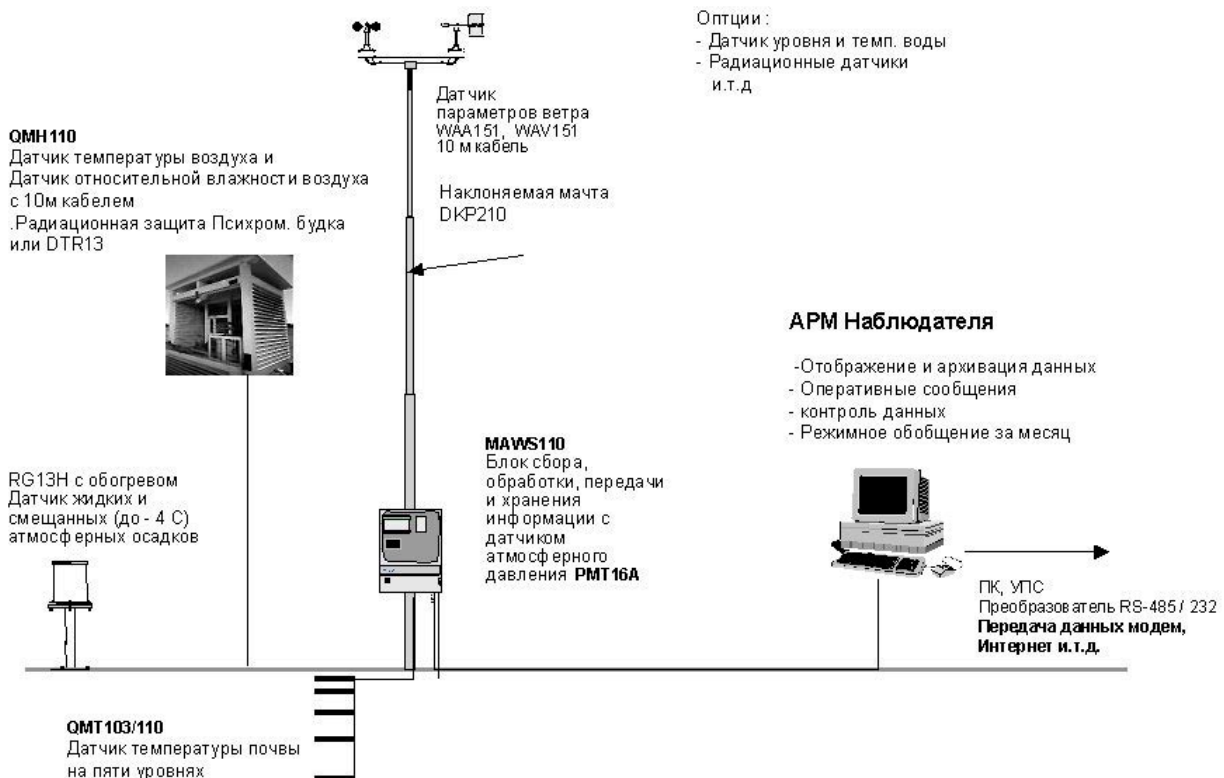 Оптции :
- Датчик уровня и темп. воды
- Радиационные датчики
и.т.д
Датчик
параметров ветра
WAA151, WAV151
10 м кабель
QMH110
Датчик температуры воздуха и
Датчик относительной влажности воздуха
с 10м кабелем
.Радиационная защита Психром. будка
или DTR13
Наклоняемая мачта
DKP210
АРМ Наблюдателя
-Отображение и архивация данных
- Оперативные сообщения
- контроль данных
- Режимное обобщение за месяц
MAWS110
Блок сбора,
обработки, передачи
и хранения
информации с
датчиком
атмосферного
давления PMT16A
RG13H с обогревом
Датчик жидких и
смещанных (до - 4 С)
атмосферных осадков
ПК, УПС
Преобразователь RS-485 / 232
Передача данных модем,
Интернет и.т.д.
QMT103/110
Датчик температуры почвы
на пяти уровнях